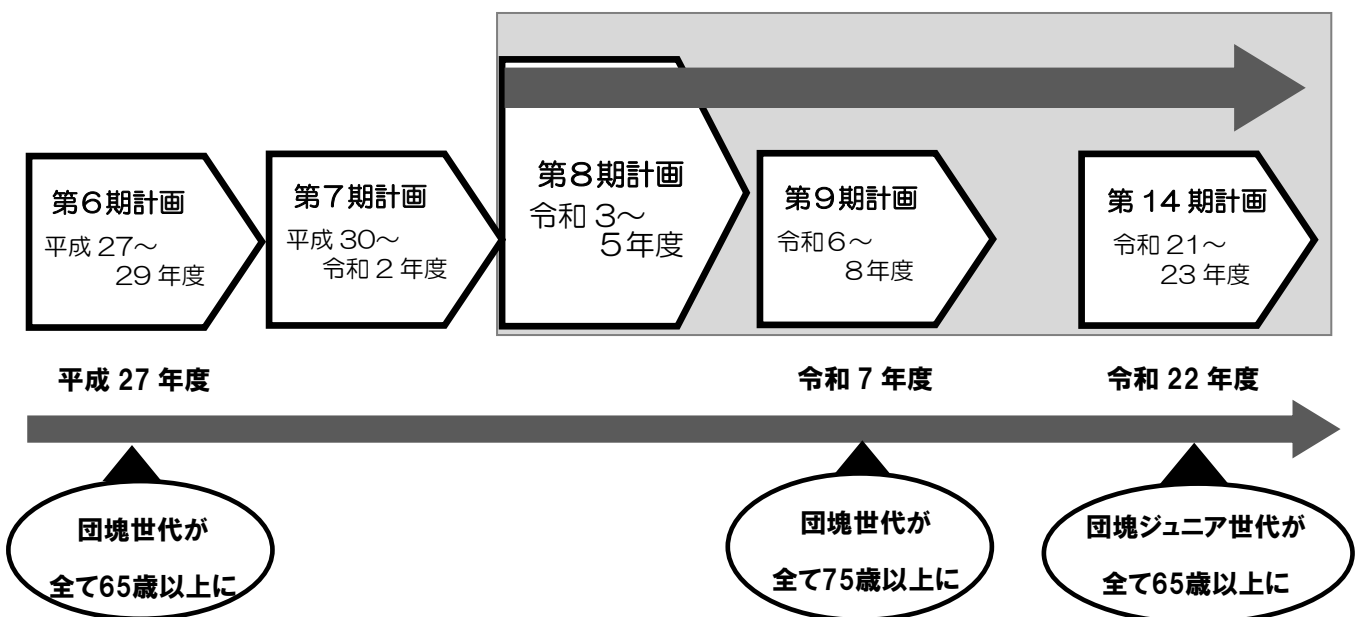 第6期計画
平成 27～
29 年度
第7期計画
平成 30～
令和 2 年度
第8期計画
令和 3～
5年度
第9期計画
令和6～
8年度
第 14 期計画
令和 21～
23 年度
平成 27 年度
令和 7 年度
令和 22 年度
団塊世代が
全て65歳以上に
団塊世代が
全て75歳以上に
団塊ジュニア世代が
全て65歳以上に